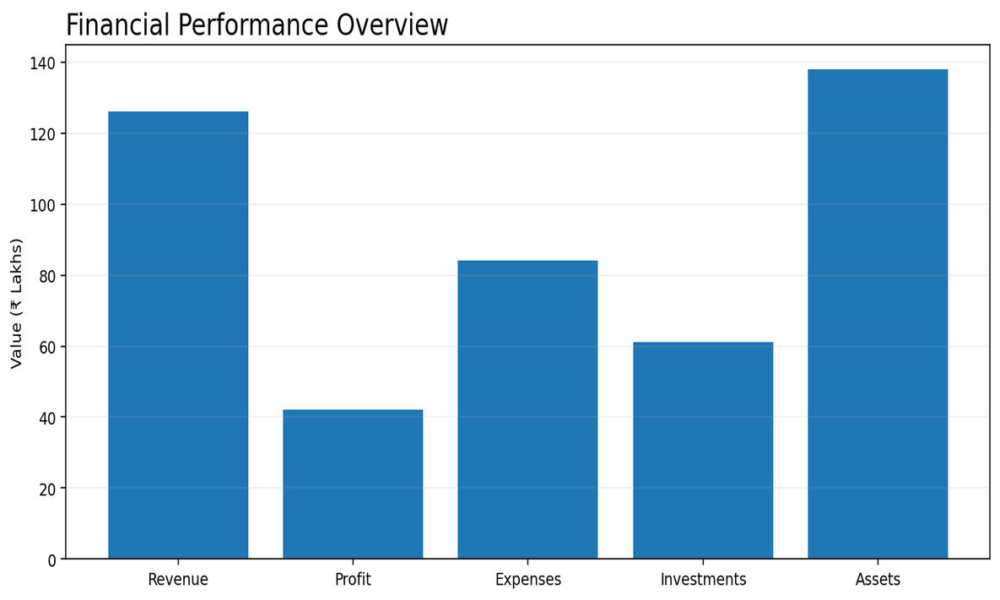 Financial Performance Overview
Value (₹ Lakhs)
140
120
100
80
60
40
20
0
Revenue
Profit
Expenses
Investments
Assets